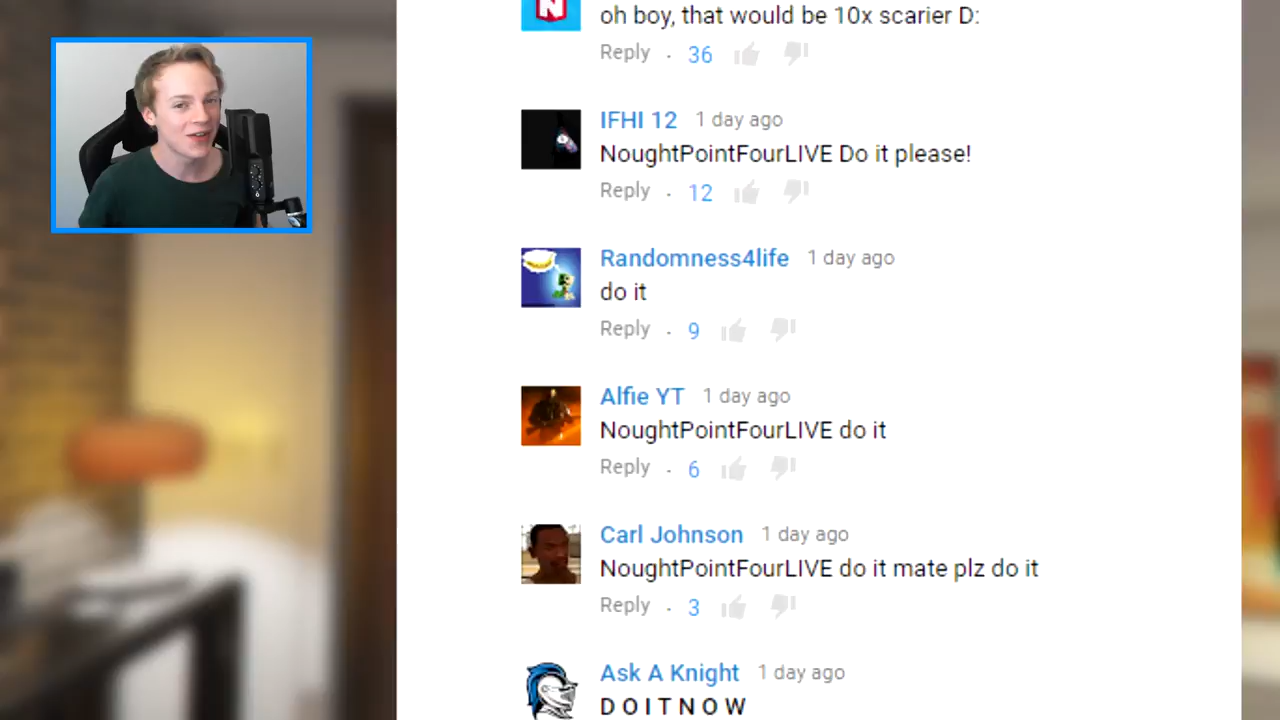 N
oh boy, that would be 10x scarier D:
Reply . 36
IFHI 12 1 day ago
NoughtPointFourLIVE Do it please!
Reply . 12
Randomness4life 1 day ago
do it
Reply . 9
Alfie YT 1 day ago
NoughtPointFourLIVE do it
Reply . 6
Carl Johnson 1 day ago
NoughtPointFourLIVE do it mate plz do it
Reply . 3
Ask A Knight 1 day ago
D O I T N O W